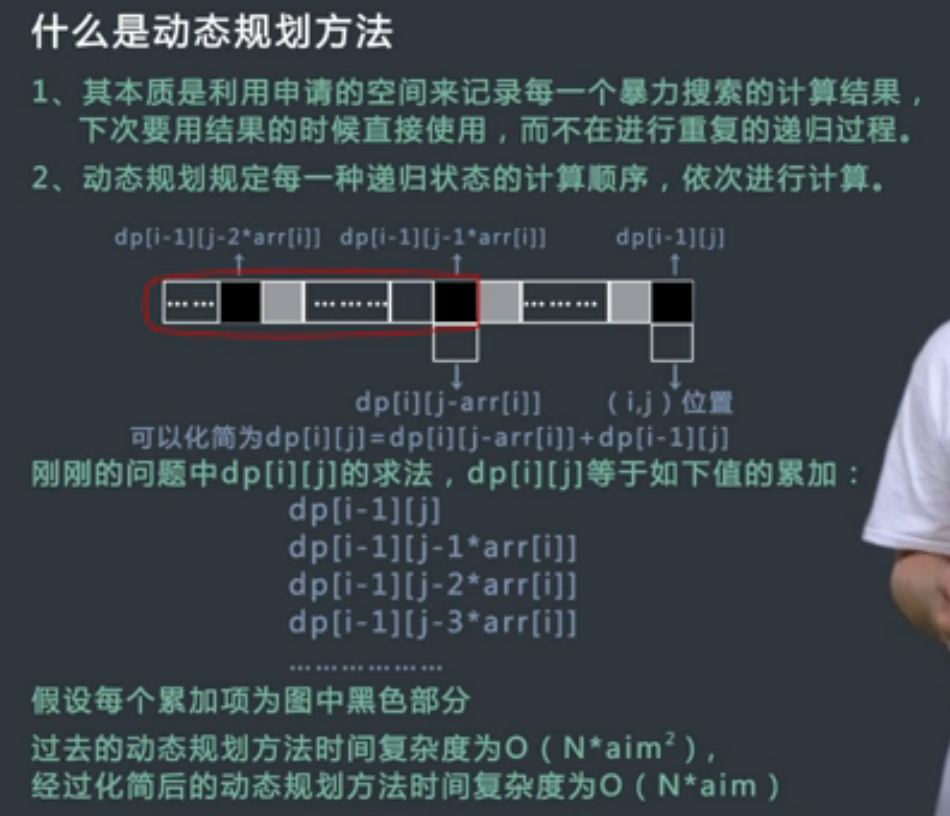 什么是动态规划方法
1、其本质是利用申请的空间来记录每一个暴力搜索的计算结果，
下次要用结果的时候直接使用，而不在进行重复的递归过程。
2、动态规划规定每一种递归状态的计算顺序，依次进行计算。
dp[i-1][j-2*arr[i]] dp[i-1][j-1*arr[i]] dp[i-1][j]
…… …… ……
dp[i][j-arr[i]] （i,j）位置
可以化简为dp[i][j]=dp[i][j-arr[i]]+dp[i-1][j]
刚刚的问题中dp[i][j]的求法，dp[i][j]等于如下值的累加：
dp[i-1][j]
dp[i-1][j-1*arr[i]]
dp[i-1][j-2*arr[i]]
dp[i-1][j-3*arr[i]]
………………
假设每个累加项为图中黑色部分
过去的动态规划方法时间复杂度为O（N*aim²），
经过化简后的动态规划方法时间复杂度为O（N*aim）